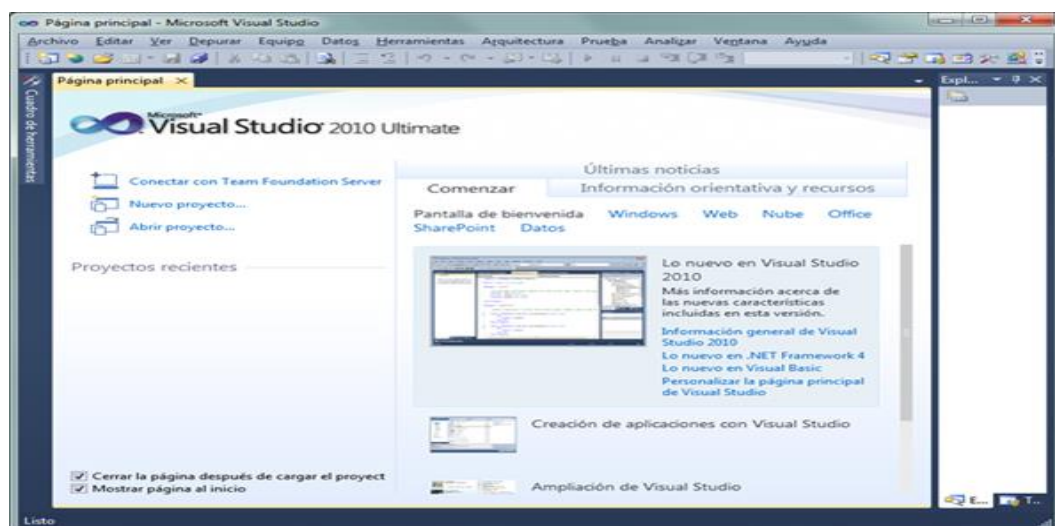 Página principal - Microsoft Visual Studio
Archivo Editar Ver Depurar Equipo Datos Herramientas Arquitectura Prueba Analizar Ventana Ayuda
Página principal
Expl...
Cuadro de herramientas
Microsoft
Visual Studio 2010 Ultimate
Conectar con Team Foundation Server
Nuevo proyecto...
Abrir proyecto...
Proyectos recientes
Cerrar la página después de cargar el proyect
Mostrar página al inicio
Últimas noticias
Comenzar
Información orientativa y recursos
Pantalla de bienvenida Windows Web Nube Office
SharePoint Datos
Lo nuevo en Visual Studio
2010
Más información acerca de
las nuevas características
incluidas en esta versión.
Información general de Visual
Studio 2010
Lo nuevo en .NET Framework 4
Lo nuevo en Visual Basic
Personalizar la página principal
de Visual Studio
Creación de aplicaciones con Visual Studio
Ampliación de Visual Studio
E... T...
Listo